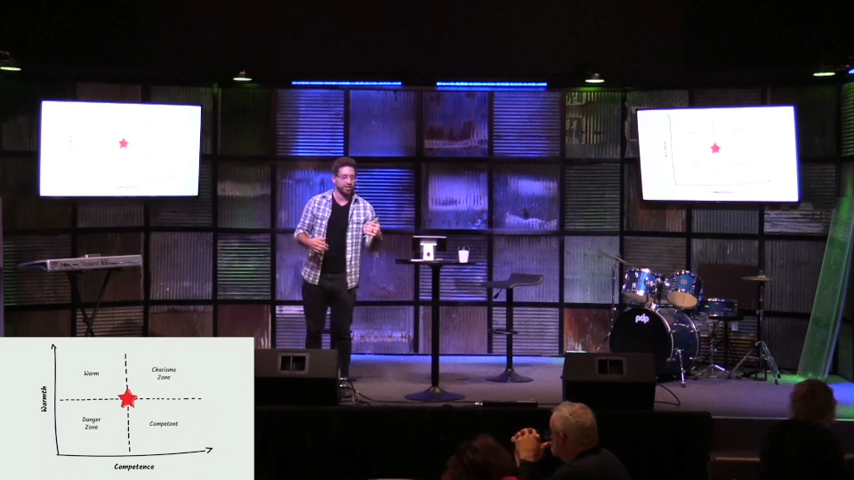 pdp
Warm
Charisma
Zone
Warmth
Danger
Zone
Competent
Competence